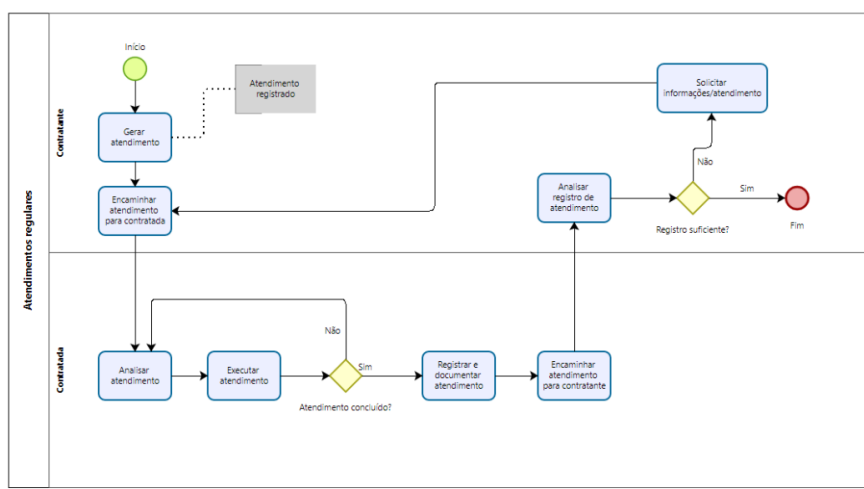 Atendimentos regulares
Contratante
Início
Gerar
atendimento
Atendimento
registrado
Encaminhar
atendimento
para contratada
Solicitar
informações/atendimento
Analisar
registro de
atendimento
Não
Sim
Registro suficiente?
Fim
Contratada
Analisar
atendimento
Executar
atendimento
Não
Sim
Atendimento concluído?
Registrar e
documentar
atendimento
Encaminhar
atendimento
para contratante